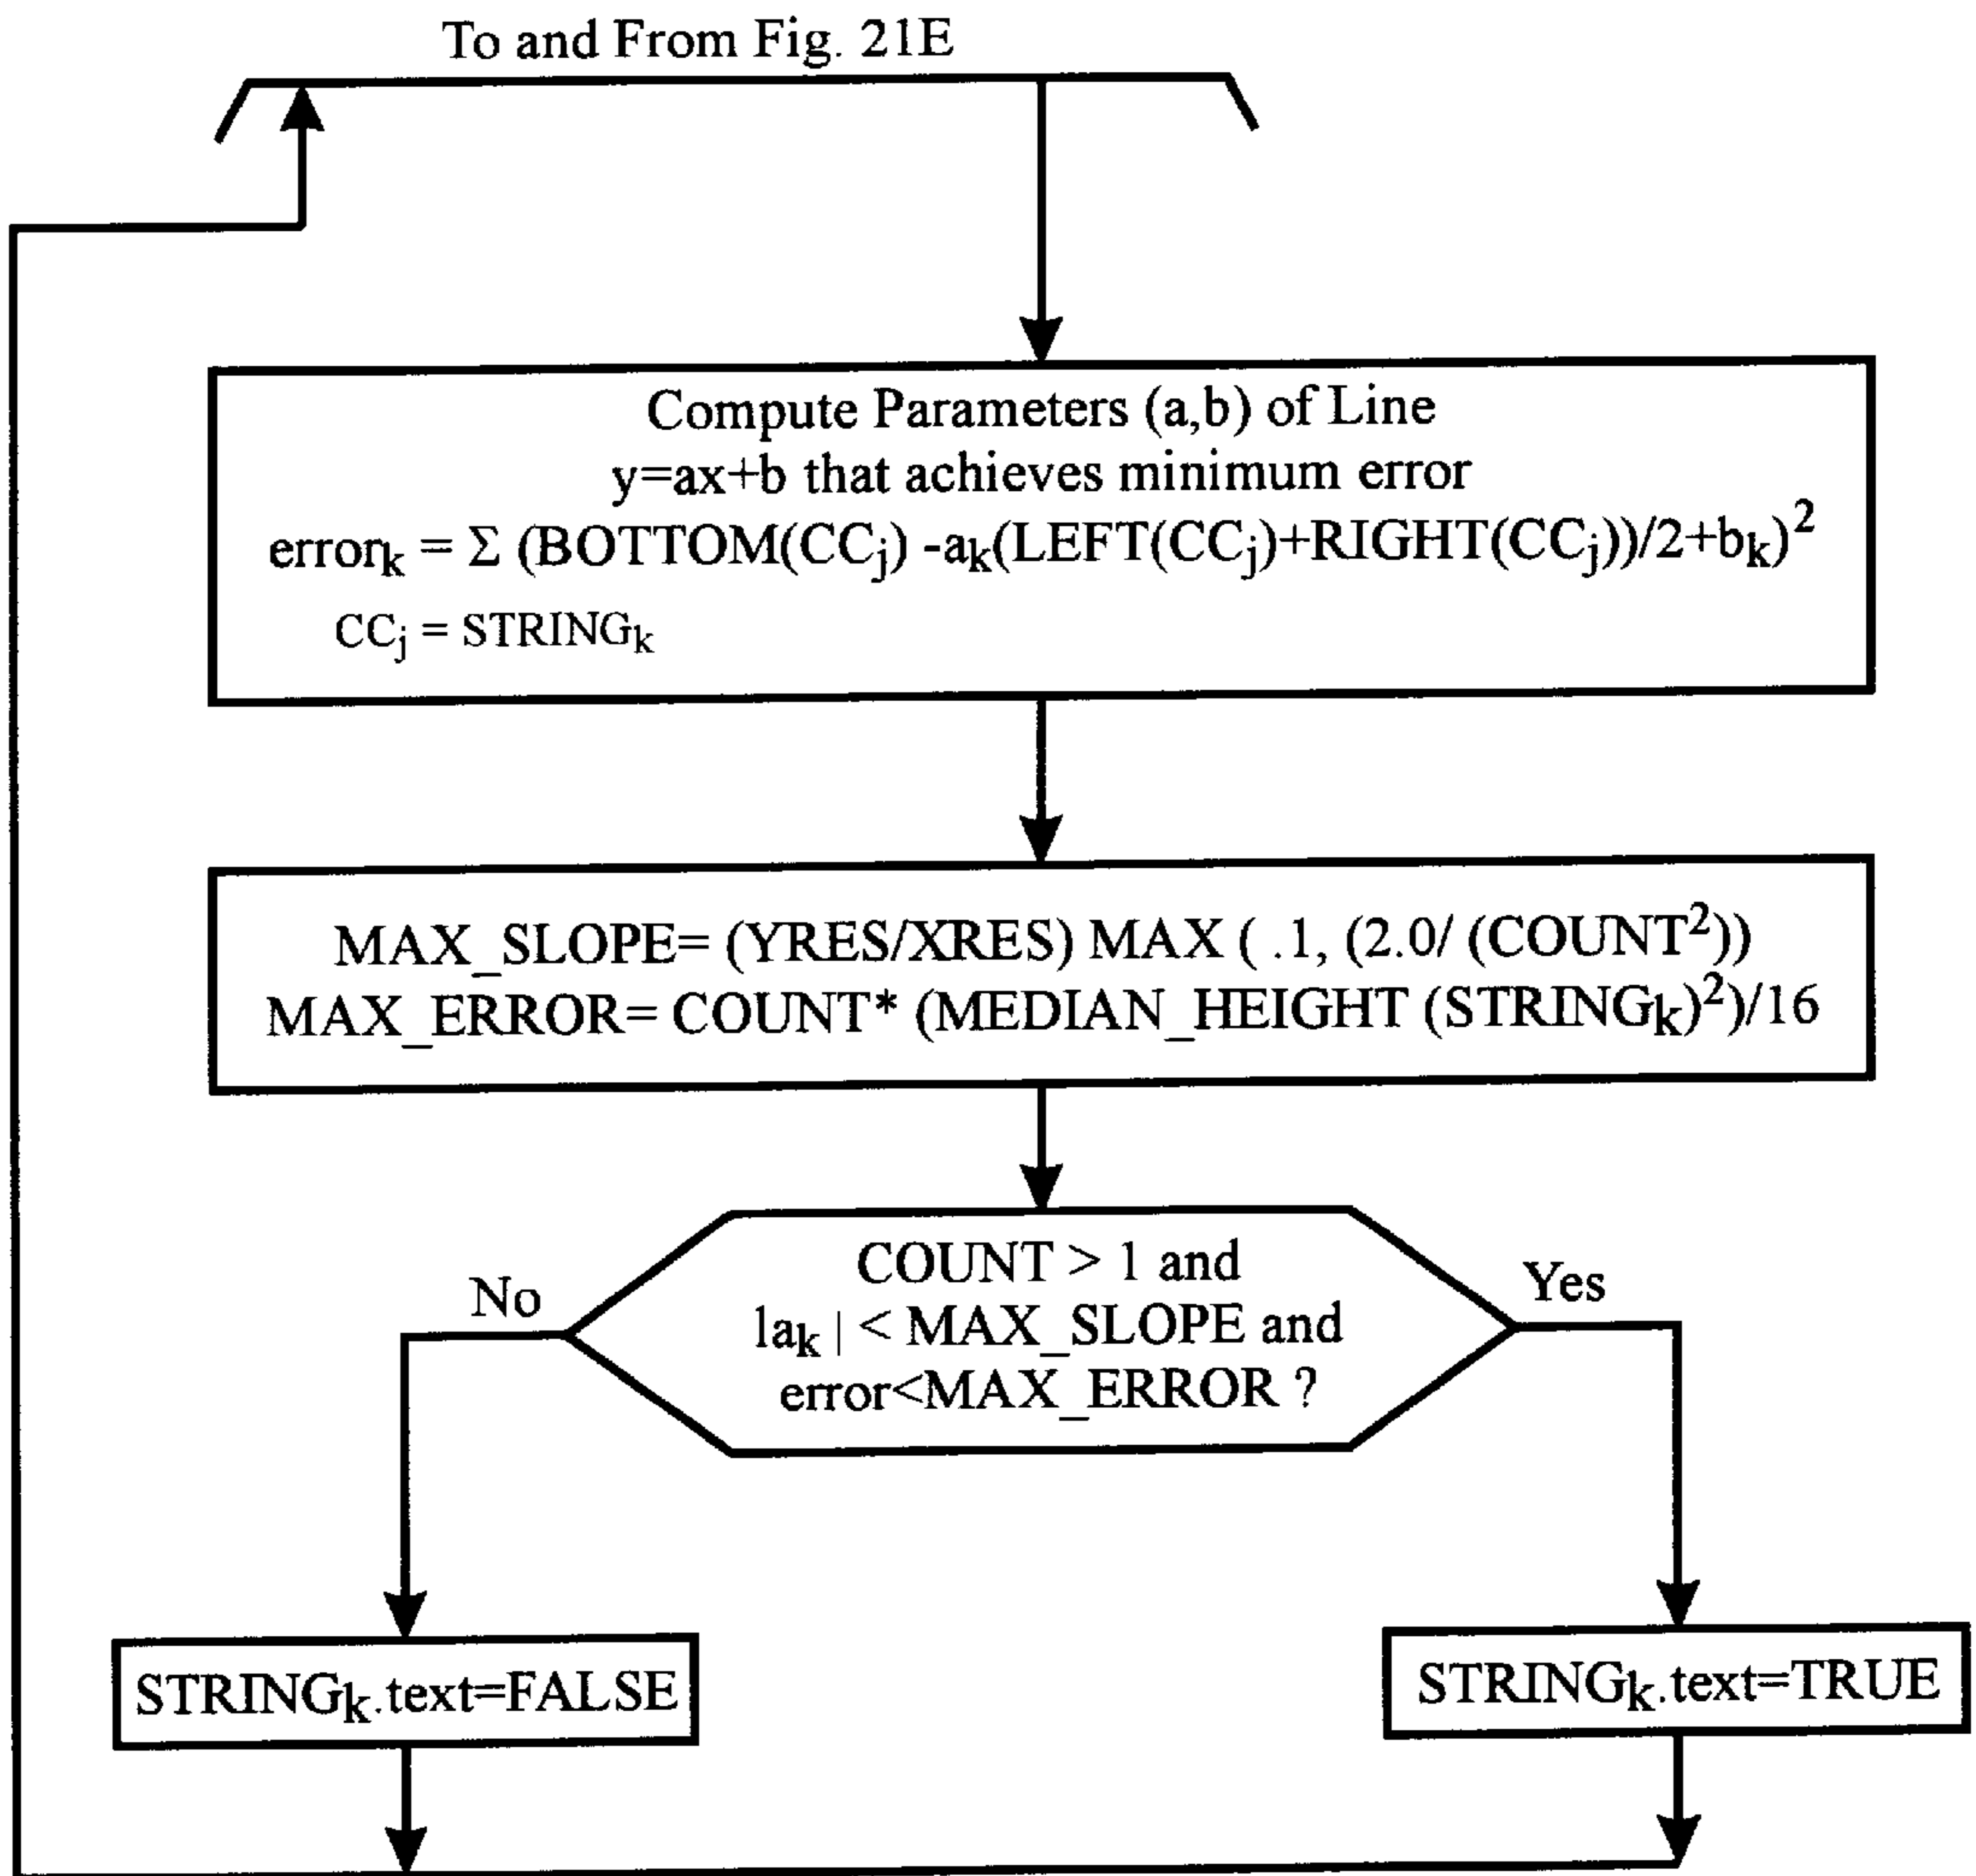 To and From Fig. 21E
Compute Parameters (a,b) of Line
y=ax+b that achieves minimum error
errorₖ = Σ (BOTTOM(CCⱼ) -aₖ(LEFT(CCⱼ)+RIGHT(CCⱼ))/2+bₖ)²
CCⱼ = STRINGₖ
MAX_SLOPE= (YRES/XRES) MAX ( .1, (2.0/ (COUNT²))
MAX_ERROR= COUNT* (MEDIAN_HEIGHT (STRINGₖ)²)/16
COUNT > 1 and
|aₖ | < MAX_SLOPE and
error<MAX_ERROR ?
No
Yes
STRINGₖ.text=FALSE
STRINGₖ.text=TRUE